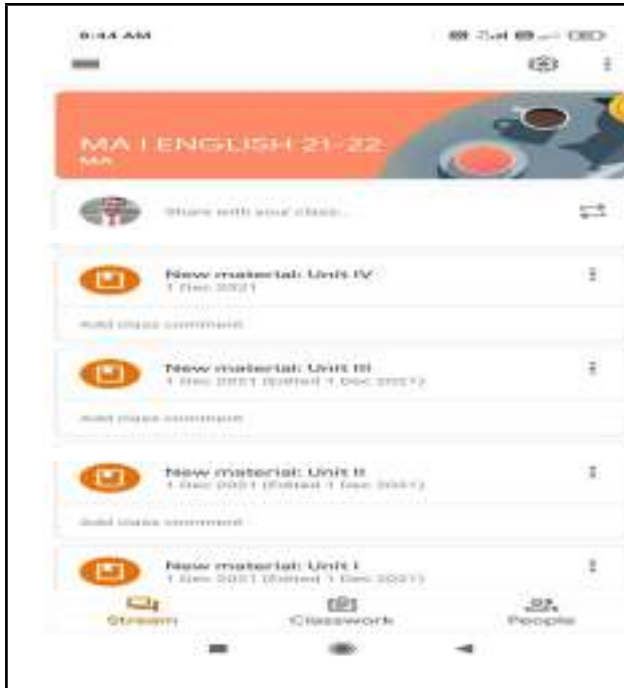 8:44 AM
MA I ENGLISH 21-22
MA
Share with your class...
New material: Unit IV
1 Dec 2021
Add class comment
New material: Unit III
1 Dec 2021 (Edited 1 Dec 2021)
Add class comment
New material: Unit II
1 Dec 2021 (Edited 1 Dec 2021)
Add class comment
New material: Unit I
1 Dec 2021 (Edited 1 Dec 2021)
Stream Classwork People